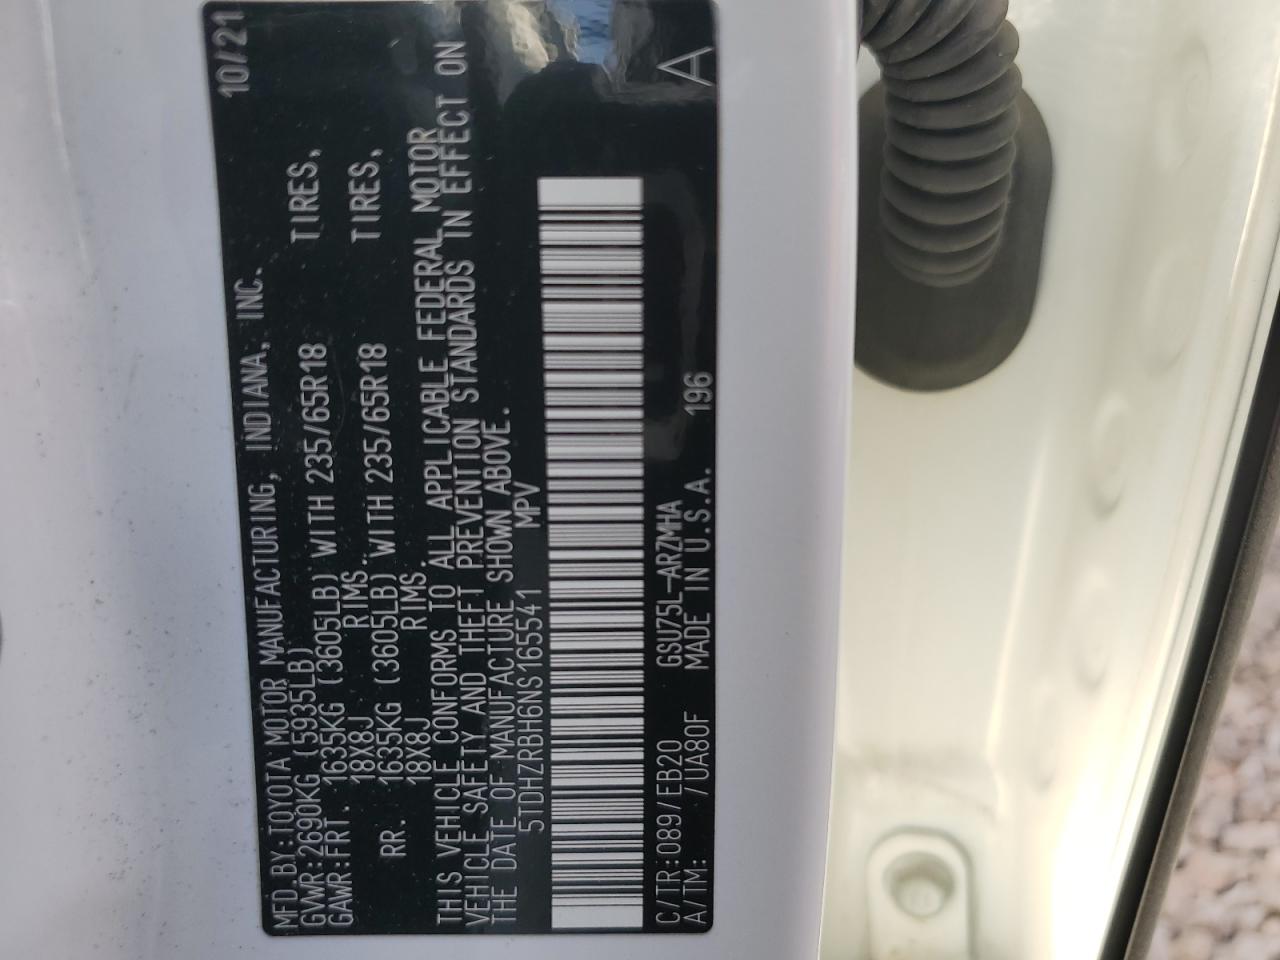 MFD. BY: TOYOTA MOTOR MANUFACTURING, INDIANA, INC. 10/21
GVWR: 2690KG (5935LB)
GAWR: FRT. 1635KG (3605LB) WITH 235/65R18 TIRES,
18X8J RIMS.
RR. 1635KG (3605LB) WITH 235/65R18 TIRES,
18X8J RIMS.
THIS VEHICLE CONFORMS TO ALL APPLICABLE FEDERAL MOTOR
VEHICLE SAFETY AND THEFT PREVENTION STANDARDS IN EFFECT ON
THE DATE OF MANUFACTURE SHOWN ABOVE.
5TDHZRBH6NS165541 MPV
C/TR: 089/EB20 GSU75L-ARZMHA
A/TM: /UA80F MADE IN U.S.A. 196 A